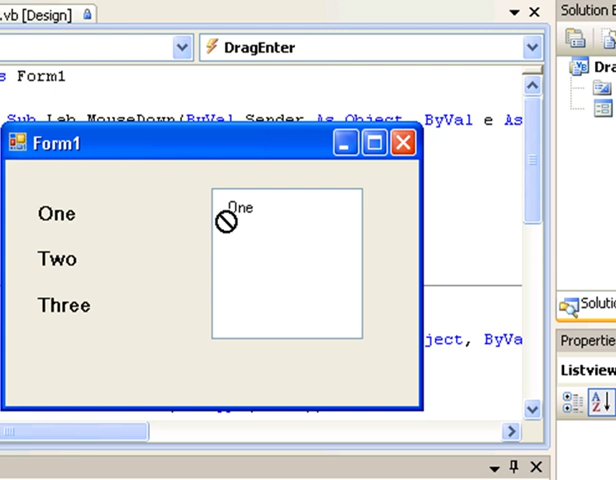 .vb [Design]
Solution E
DragEnter
s Form1
Dra
Sub Lab_MouseDown(ByVal Sender As Object, ByVal e As
Form1
One
One
Two
Three
Solutio
ject, ByVa
Propertie
Listview
A
Z